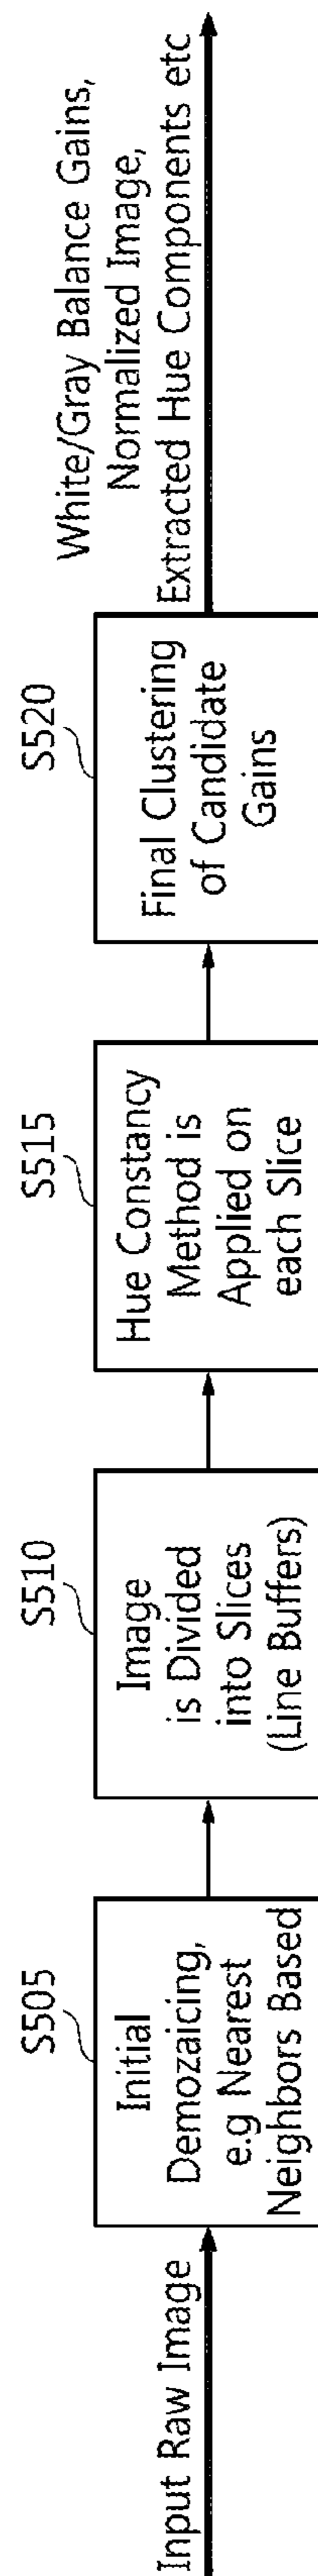 Input Raw Image
S505
Initial
Demozaicing,
e.g Nearest
Neighbors Based
S510
Image
is Divided
into Slices
(Line Buffers)
S515
Hue Constancy
Method is
Applied on
each Slice
S520
Final Clustering
of Candidate
Gains
White/Gray Balance Gains,
Normalized Image,
Extracted Hue Components etc